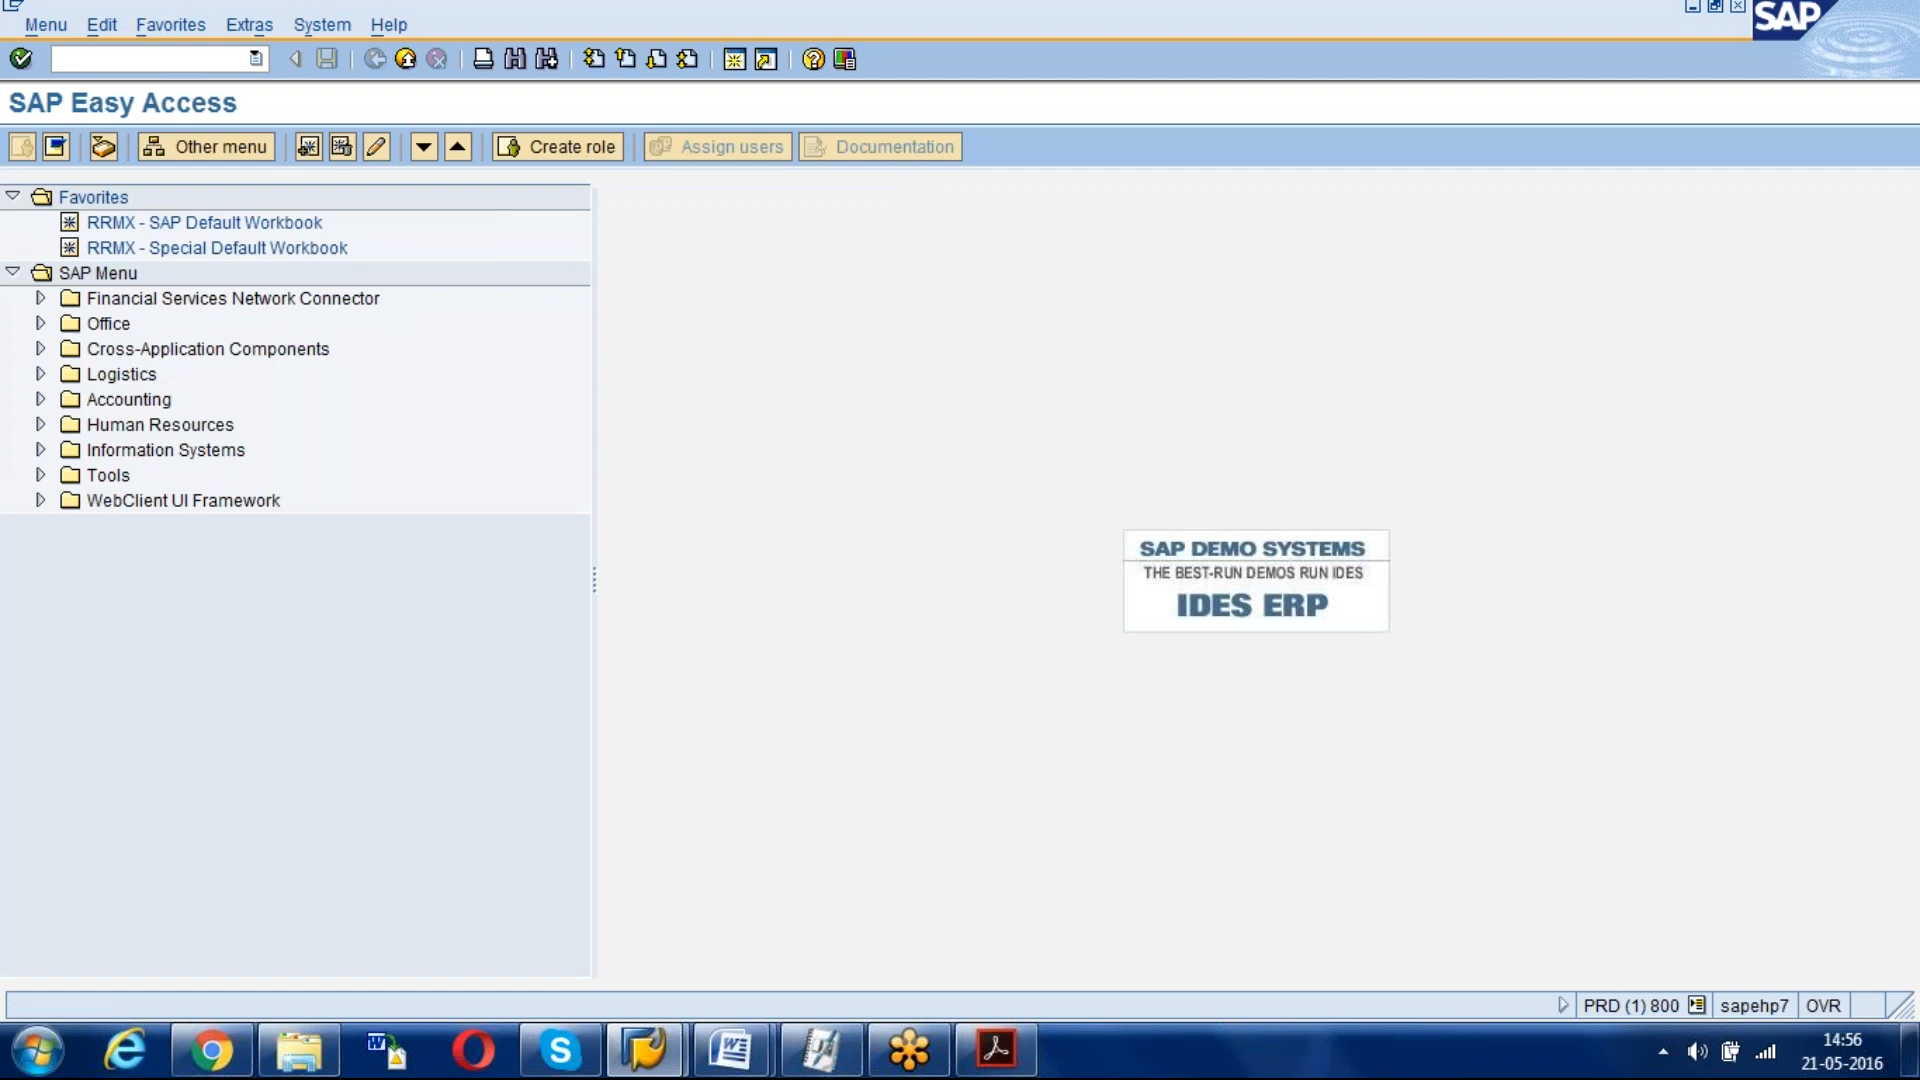 Menu Edit Favorites Extras System Help
SAP
SAP Easy Access
Other menu Create role Assign users Documentation
Favorites
RRMX - SAP Default Workbook
RRMX - Special Default Workbook
SAP Menu
Financial Services Network Connector
Office
Cross-Application Components
Logistics
Accounting
Human Resources
Information Systems
Tools
WebClient UI Framework
SAP DEMO SYSTEMS
THE BEST-RUN DEMOS RUN IDES
IDES ERP
PRD (1) 800 sapehp7 OVR
14:56
21-05-2016